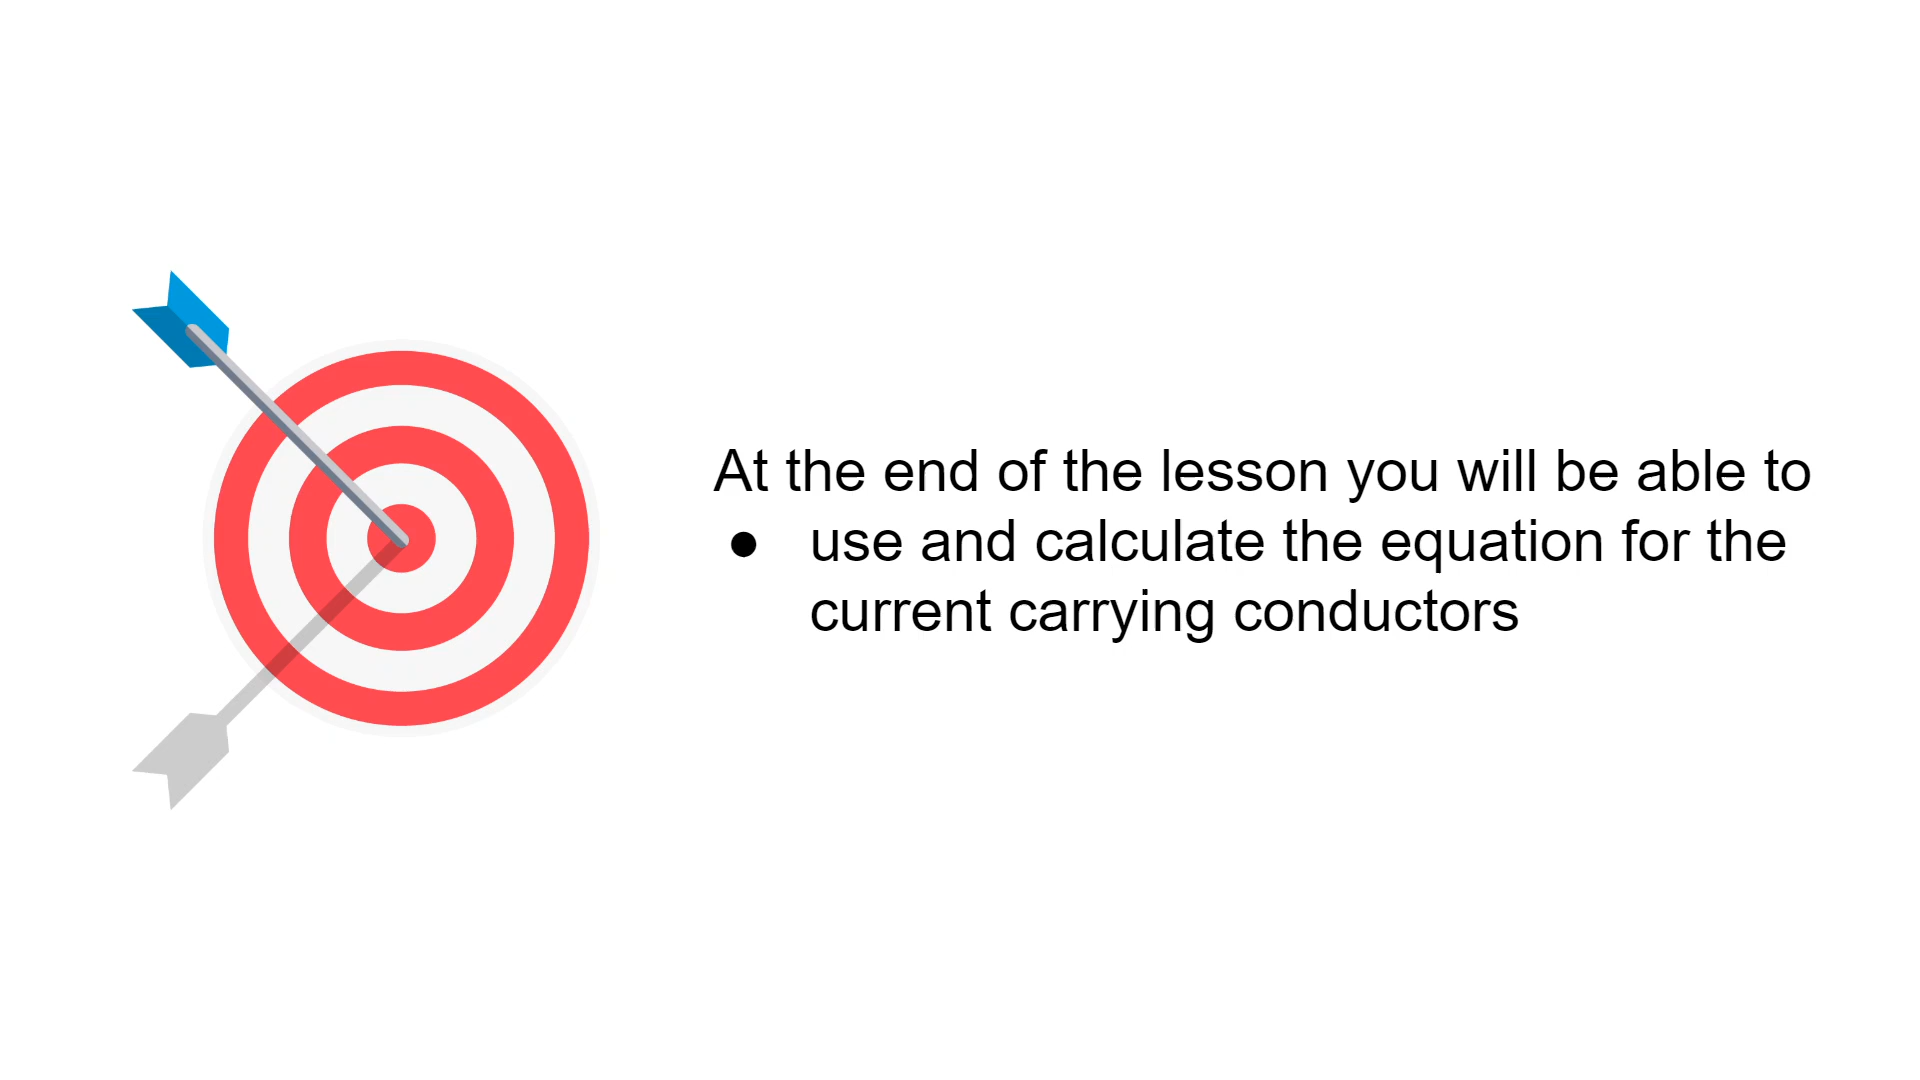 At the end of the lesson you will be able to
● use and calculate the equation for the
current carrying conductors